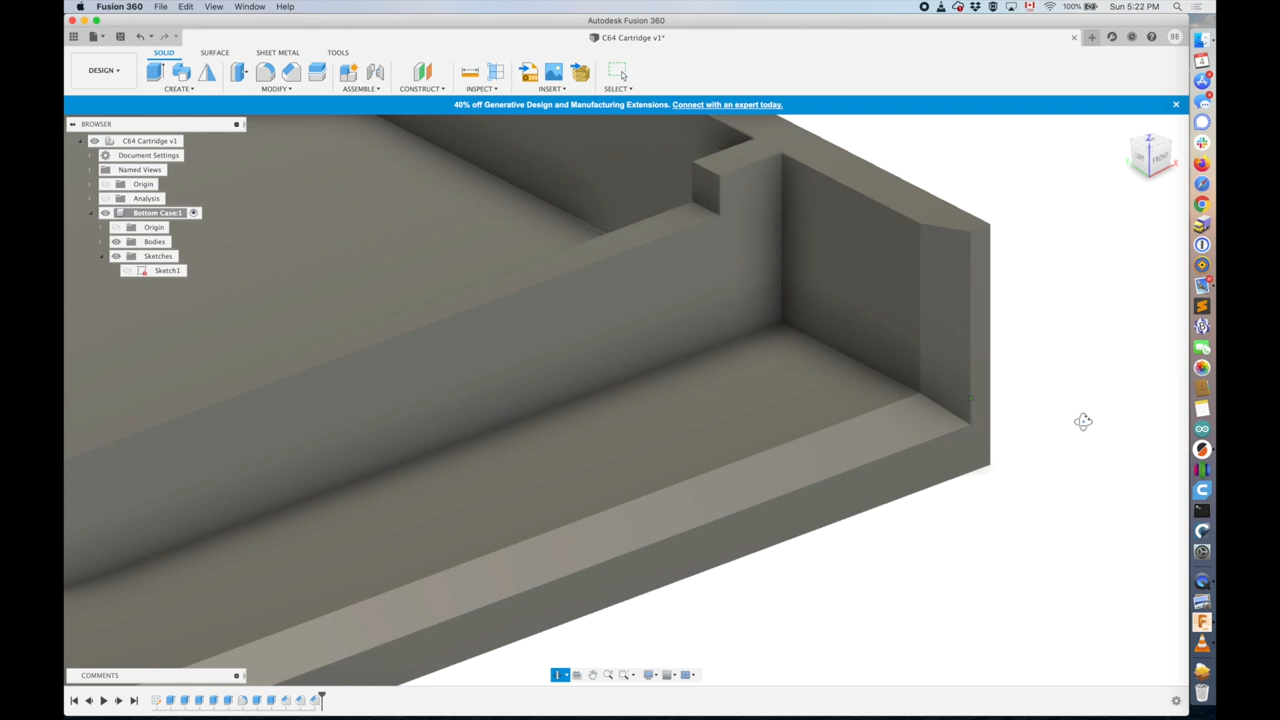 Fusion 360 File Edit View Window Help
100% Sun 5:22 PM
Autodesk Fusion 360
C64 Cartridge v1*
BB
SOLID SURFACE SHEET METAL TOOLS
DESIGN
CREATE MODIFY ASSEMBLE CONSTRUCT INSPECT INSERT SELECT
40% off Generative Design and Manufacturing Extensions. Connect with an expert today.
BROWSER
C64 Cartridge v1
Document Settings
Named Views
Origin
Analysis
Bottom Case:1
Origin
Bodies
Sketches
Sketch1
Z
LEFT FRONT
X
Y
COMMENTS